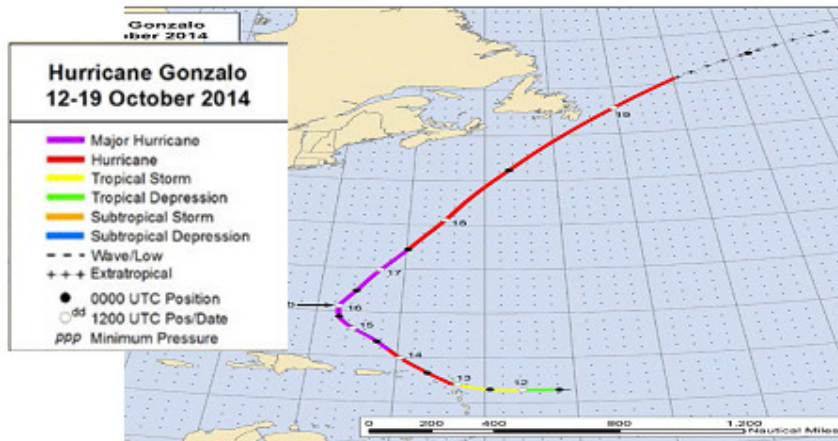 Gonzalo
ber 2014
Hurricane Gonzalo
12-19 October 2014
Major Hurricane
Hurricane
Tropical Storm
Tropical Depression
Subtropical Storm
Subtropical Depression
Wave/Low
+++ Extratropical
0000 UTC Position
dd
1200 UTC Pos/Date
ppp Minimum Pressure
19
18
17
16
15
14
13
12
0 200 400 800 1,200
Nautical Miles